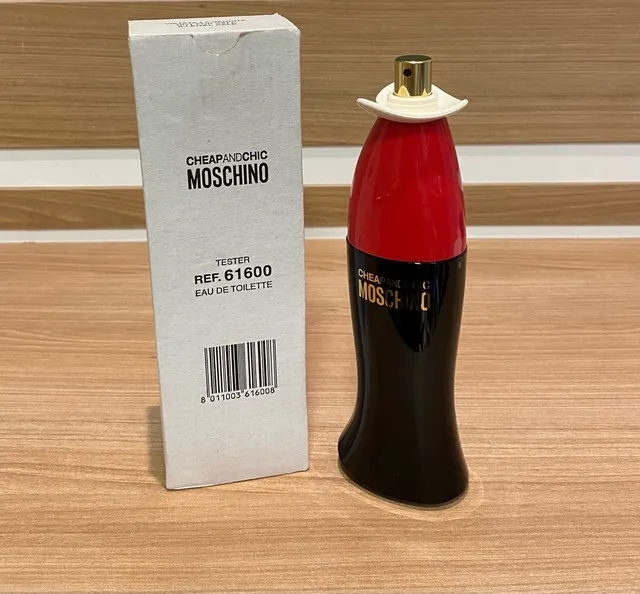 CHEAPANDCHIC
MOSCHINO
TESTER
REF. 61600
EAU DE TOILETTE
8 011003 616008
CHEAPANDCHIC
MOSCHINO